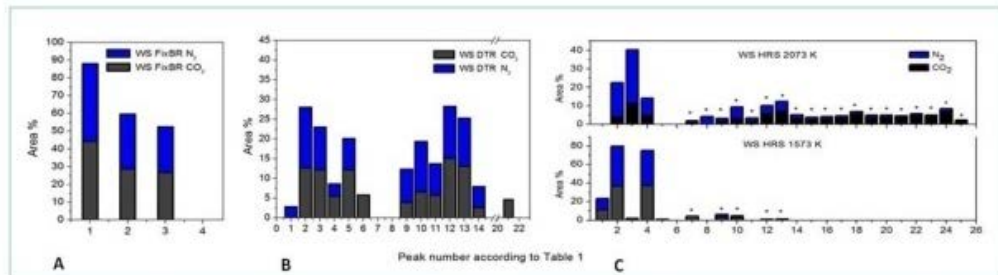 100
90
80
70
60
50
40
30
20
10
0
Area %
WS FixBR N2
WS FixBR CO2
1 2 3 4
A
45
40
35
30
25
20
15
10
5
0
Area %
WS DTR CO2
WS DTR N2
0 1 2 3 4 5 6 7 8 9 10 11 12 13 14 20 22
B
Peak number according to Table 1
40
30
20
10
0
Area %
WS HRS 2073 K
N2
CO2
* * * * * * * * * * * * * * * * * * *
80
60
40
20
0
Area %
WS HRS 1573 K
* * * * *
2 4 6 8 10 12 14 16 18 20 22 24 26
C